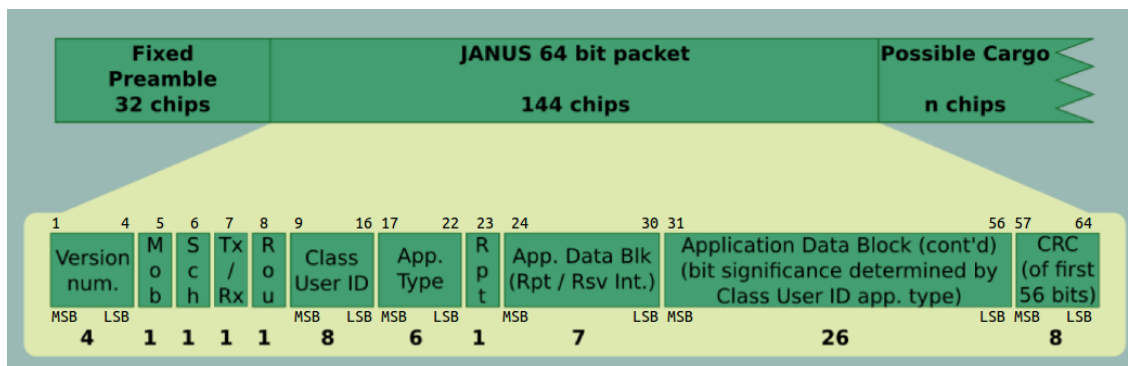 Fixed
Preamble
32 chips
JANUS 64 bit packet
144 chips
Possible Cargo
n chips
1 4 5 6 7 8 9 16 17 22 23 24 30 31 56 57 64
Version
num.
M
o
b
S
c
h
Tx
/
Rx
R
o
u
Class
User ID
App.
Type
R
p
t
App. Data Blk
(Rpt / Rsv Int.)
Application Data Block (cont'd)
(bit significance determined by
Class User ID app. type)
CRC
(of first
56 bits)
MSB LSB MSB LSB MSB LSB MSB LSB MSB LSB MSB LSB
4 1 1 1 1 8 6 1 7 26 8